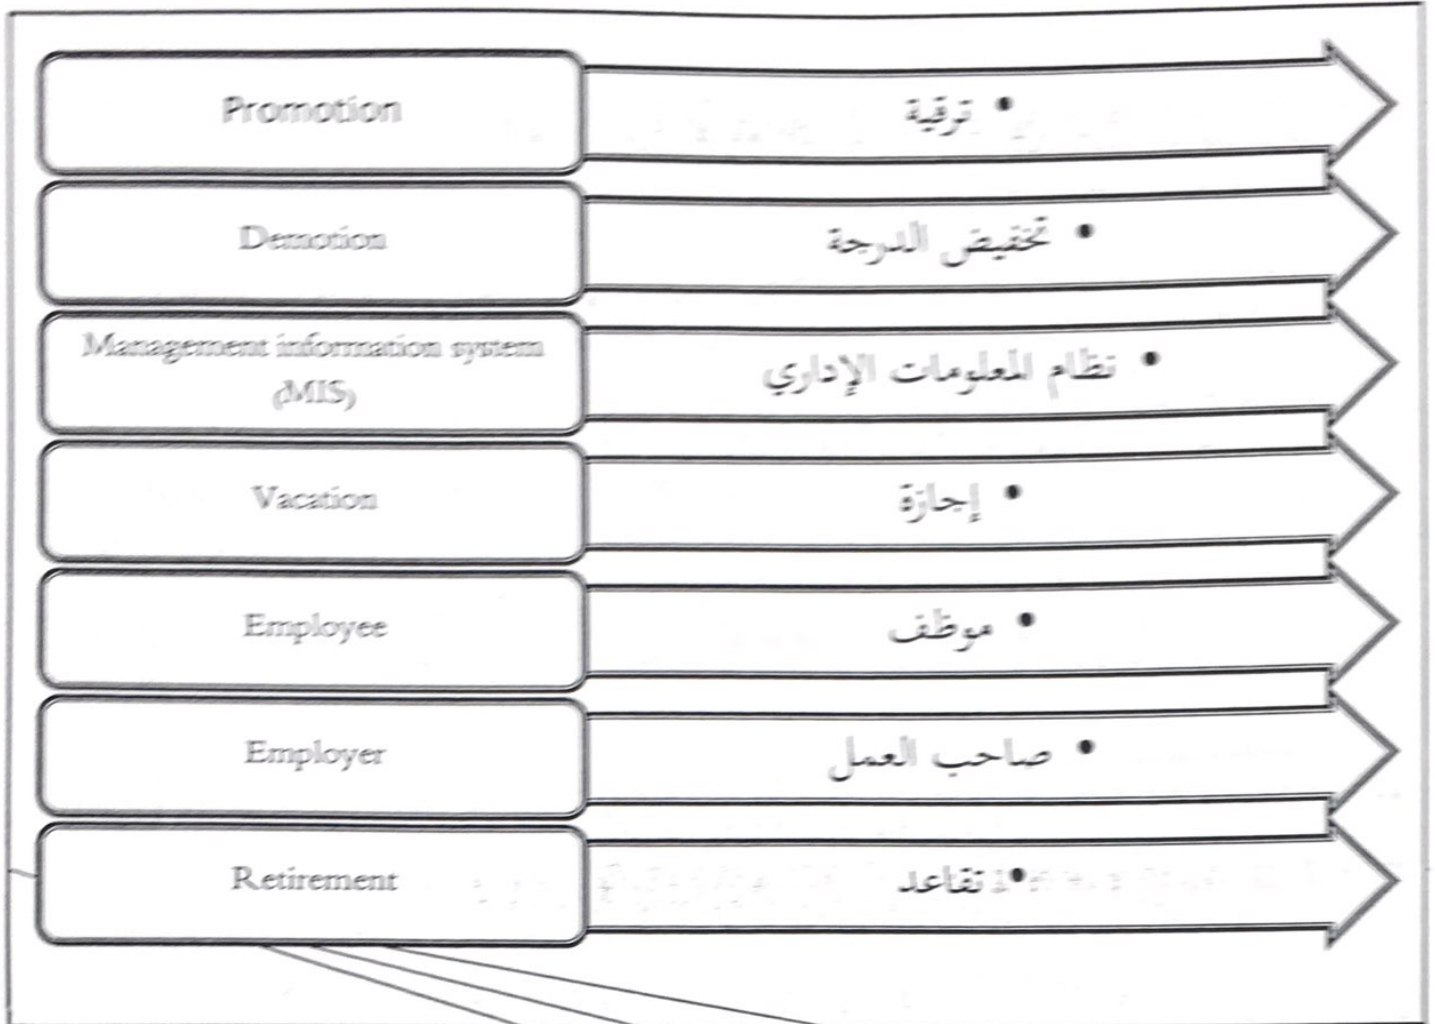 Promotion
• ترقية
Demotion
• تخفيض الدرجة
Management information system
(MIS)
• نظام المعلومات الإداري
Vacation
• إجازة
Employee
• موظف
Employer
• صاحب العمل
Retirement
• تقاعد